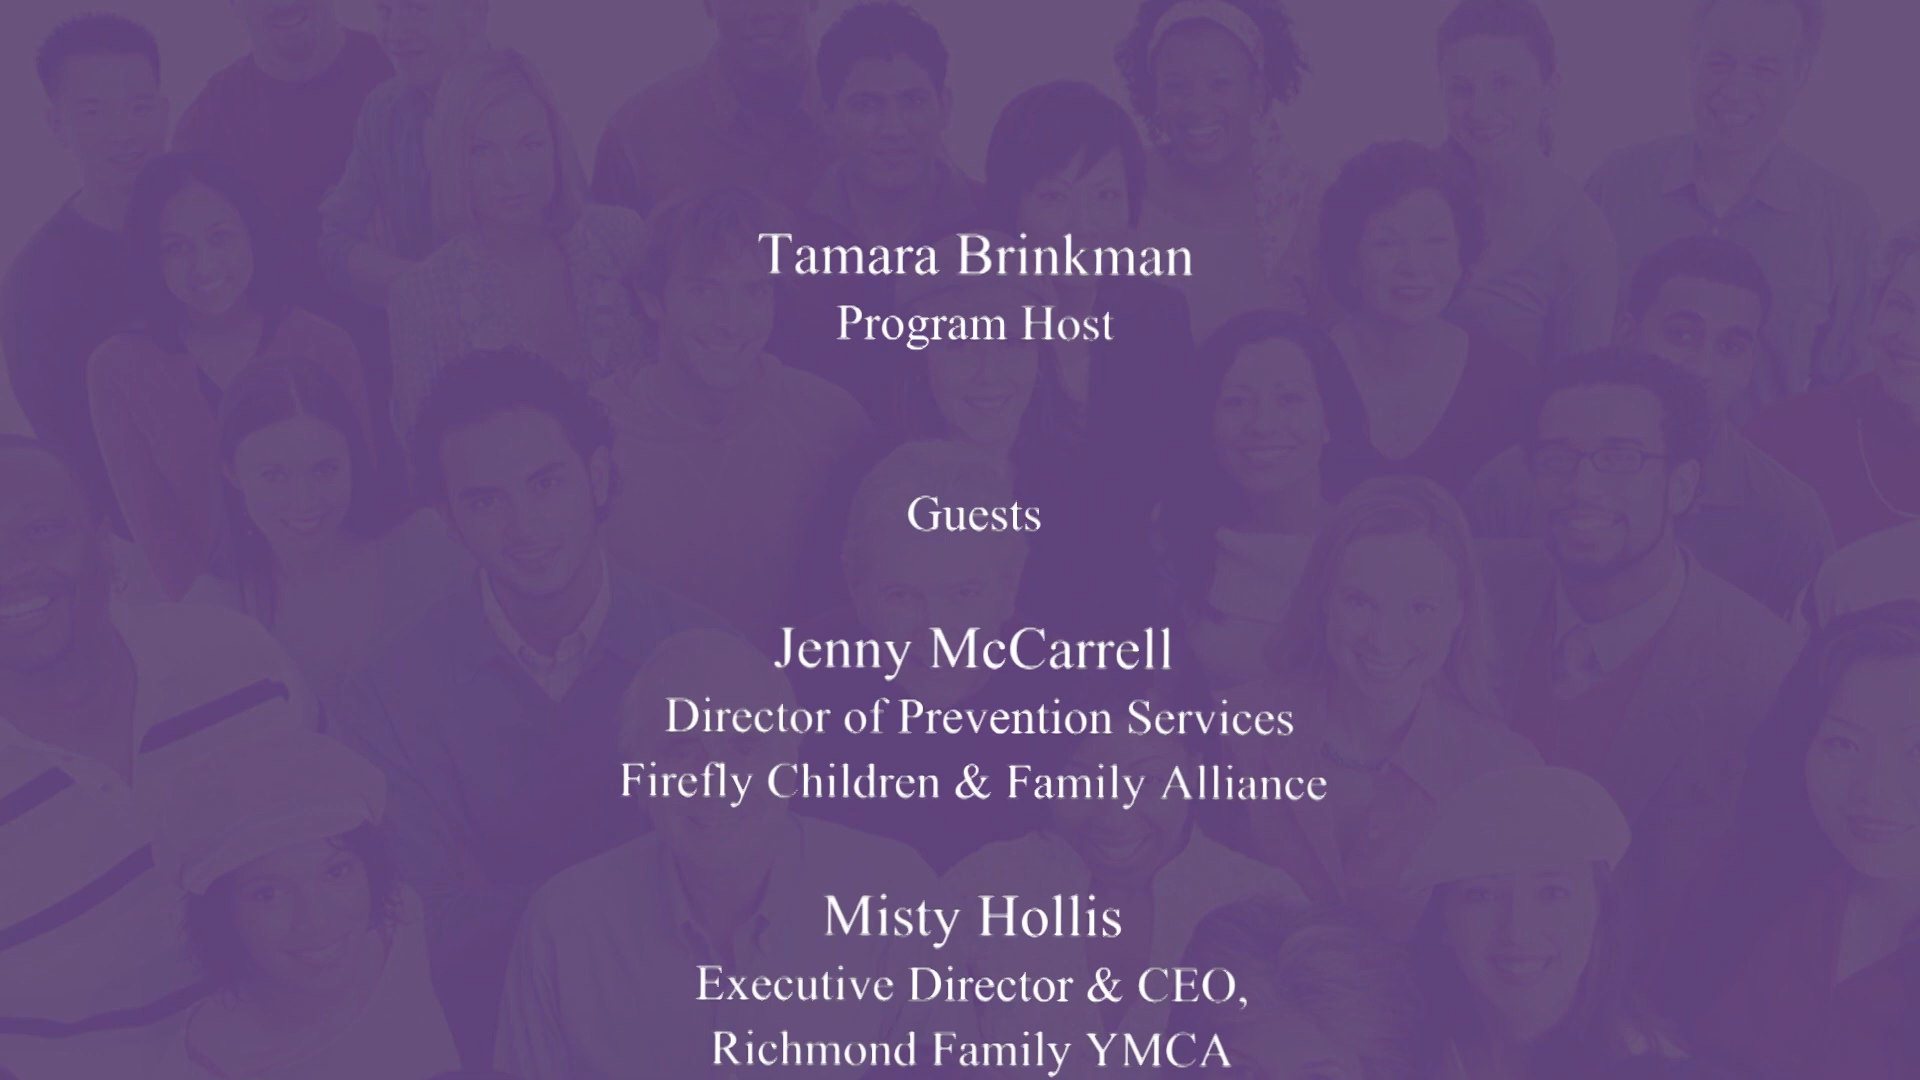 Tamara Brinkman
Program Host
Guests
Jenny McCarrell
Director of Prevention Services
Firefly Children & Family Alliance
Misty Hollis
Executive Director & CEO,
Richmond Family YMCA